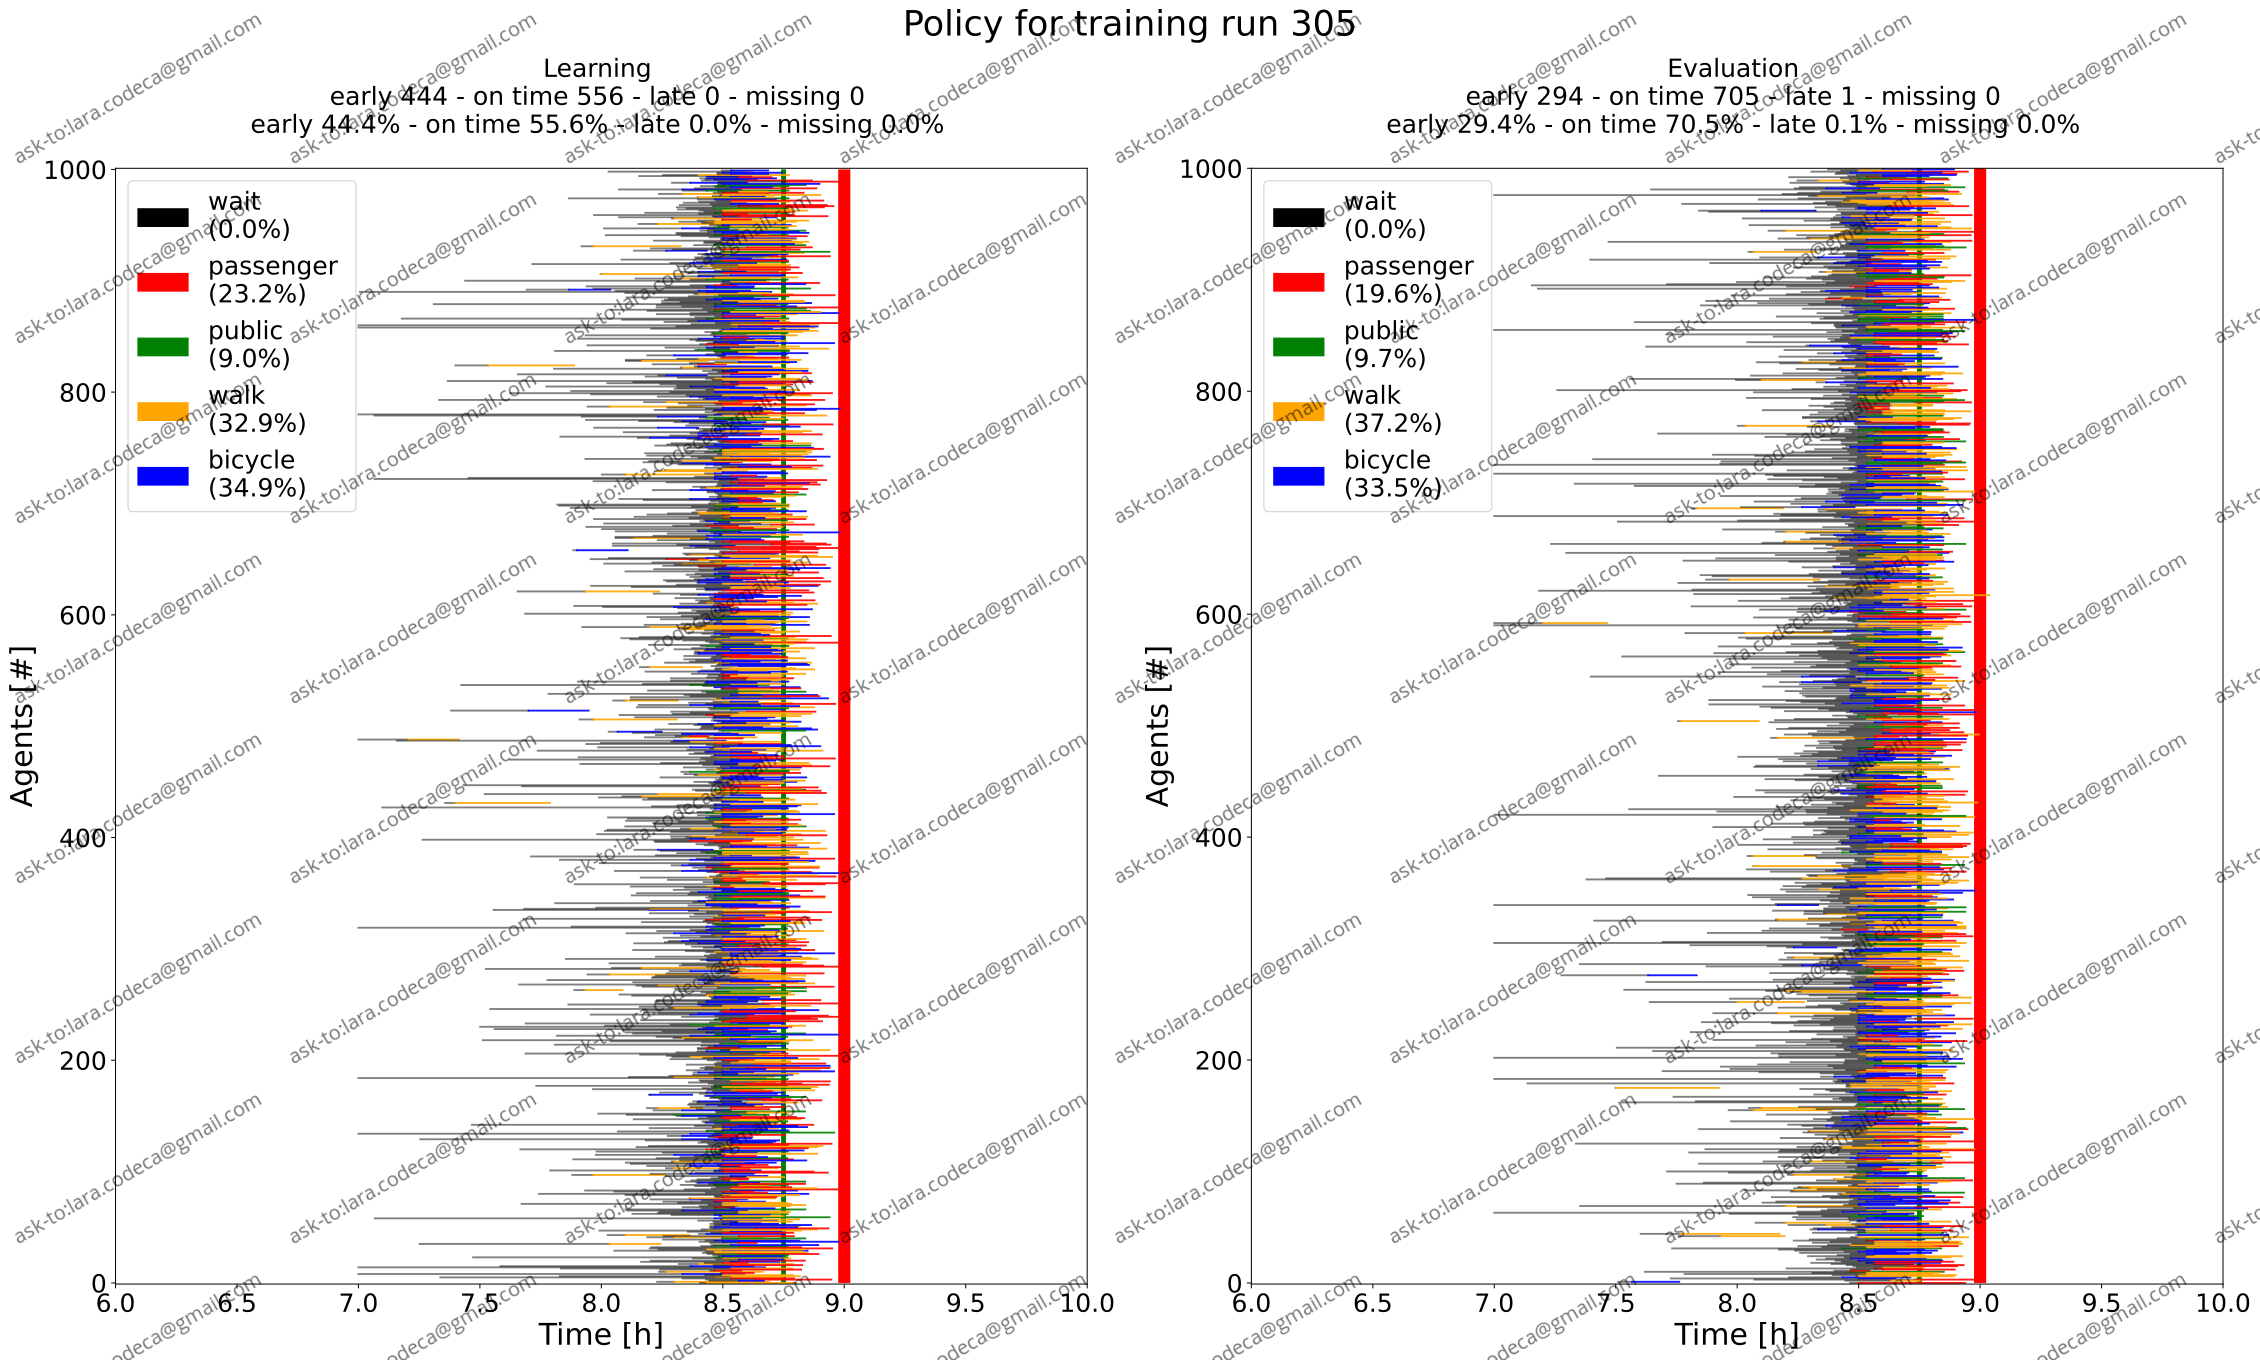 Policy for training run 305
Learning
early 444 - on time 556 - late 0 - missing 0
early 44.4% - on time 55.6% - late 0.0% - missing 0.0%
1000
800
600
400
200
0
Agents [#]
wait
(0.0%)
passenger
(23.2%)
public
(9.0%)
walk
(32.9%)
bicycle
(34.9%)
6.0 6.5 7.0 7.5 8.0 8.5 9.0 9.5 10.0
Time [h]
Evaluation
early 294 - on time 705 - late 1 - missing 0
early 29.4% - on time 70.5% - late 0.1% - missing 0.0%
1000
800
600
400
200
0
Agents [#]
wait
(0.0%)
passenger
(19.6%)
public
(9.7%)
walk
(37.2%)
bicycle
(33.5%)
6.0 6.5 7.0 7.5 8.0 8.5 9.0 9.5 10.0
Time [h]
ask-to:lara.codeca@gmail.com